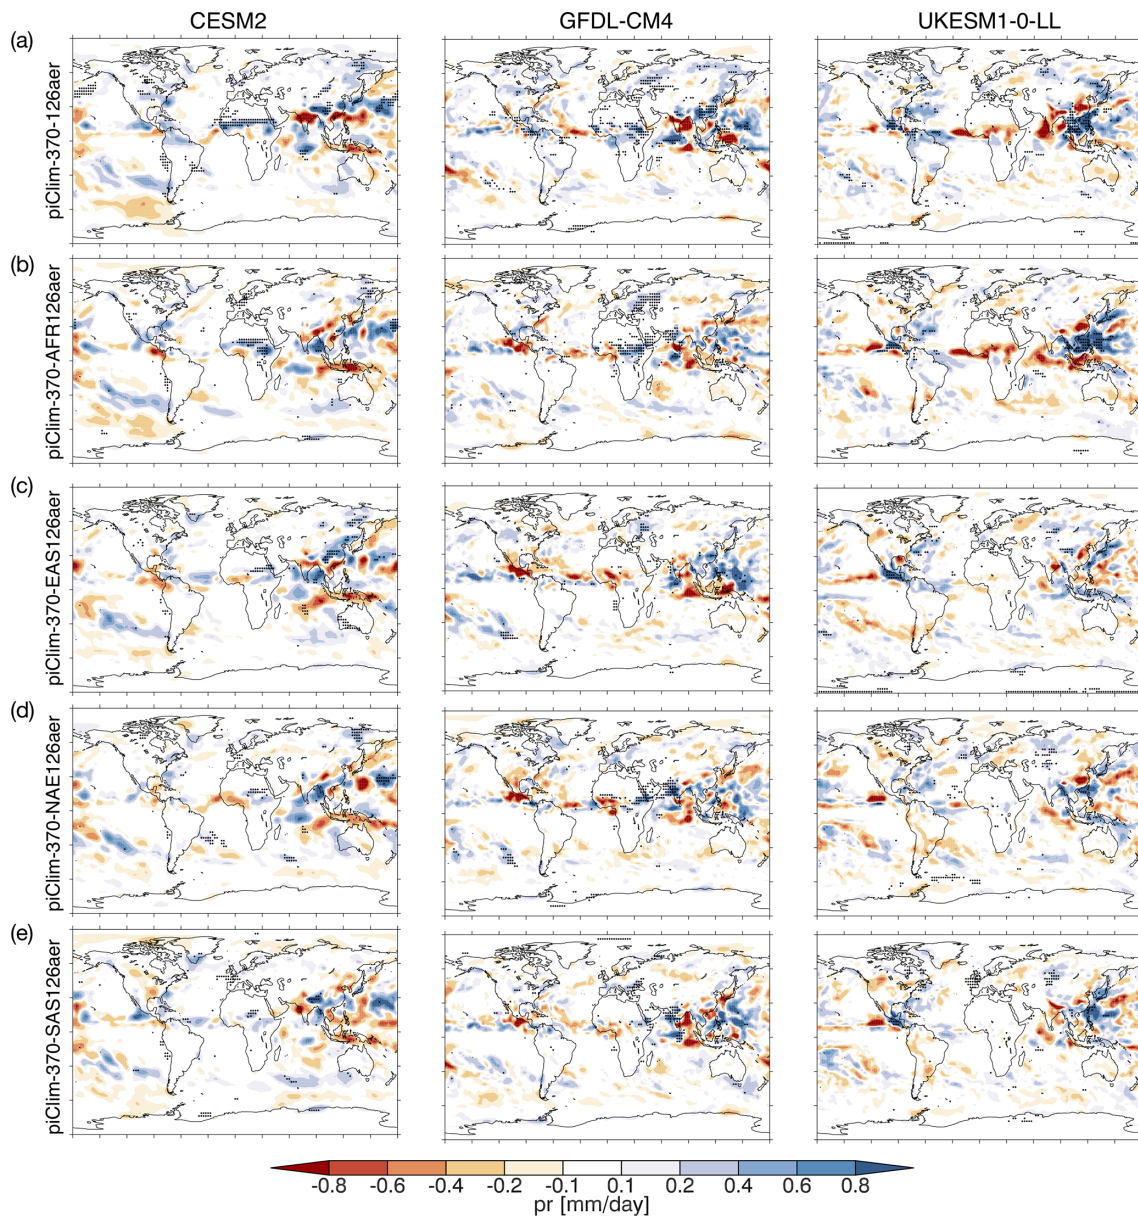 CESM2 GFDL-CM4 UKESM1-0-LL
(a) piClim-370-126aer
(b) piClim-370-AFR126aer
(c) piClim-370-EAS126aer
(d) piClim-370-NAE126aer
(e) piClim-370-SAS126aer
-0.8 -0.6 -0.4 -0.2 -0.1 0.1 0.2 0.4 0.6 0.8
pr [mm/day]